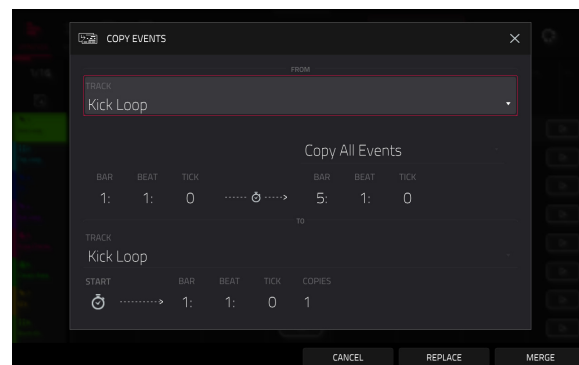 COPY EVENTS
FROM
TRACK
Kick Loop
Copy All Events
BAR BEAT TICK BAR BEAT TICK
1: 1: 0 5: 1: 0
TO
TRACK
Kick Loop
START BAR BEAT TICK COPIES
1: 1: 0 1
CANCEL REPLACE MERGE